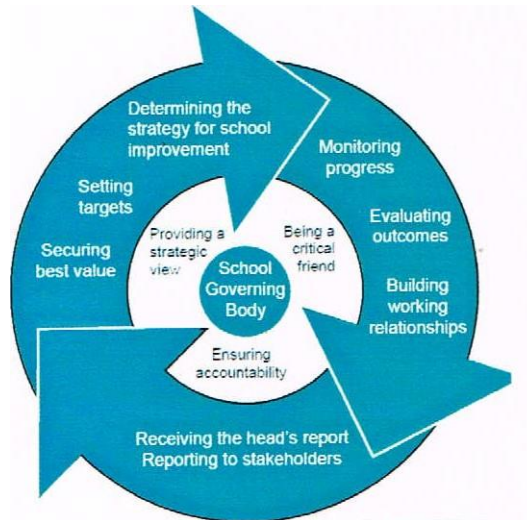 Determining the
strategy for school
improvement
Setting
targets
Securing
best value
Monitoring
progress
Evaluating
outcomes
Building
working
relationships
Receiving the head's report
Reporting to stakeholders
Providing a
strategic
view
Being a
critical
friend
Ensuring
accountability
School
Governing
Body